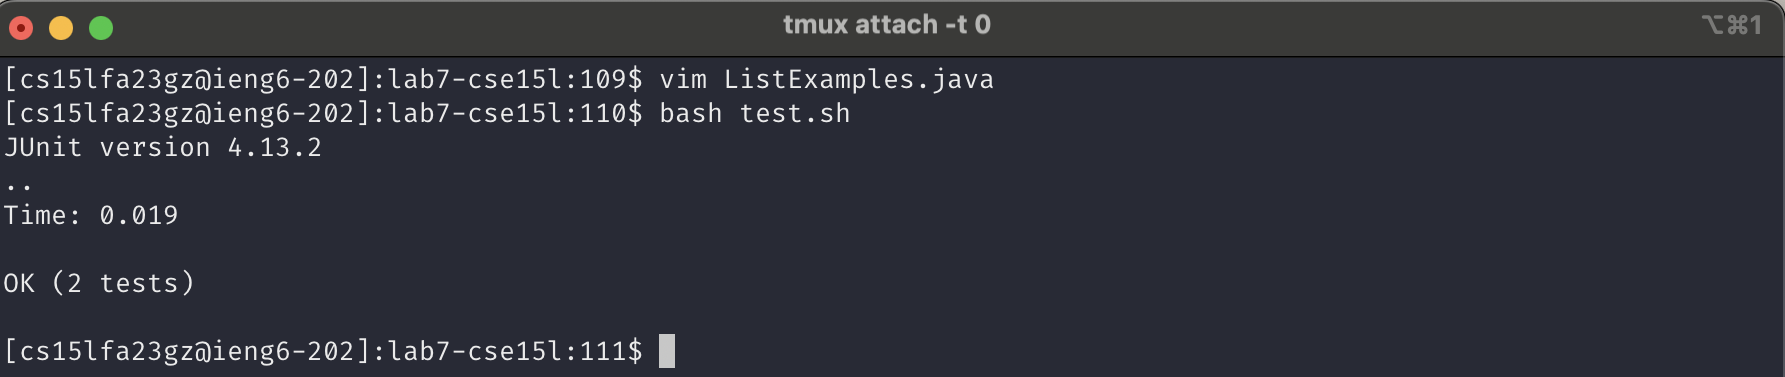 tmux attach -t 0
⌥⌘1
[cs15lfa23gz@ieng6-202]:lab7-cse15l:109$ vim ListExamples.java
[cs15lfa23gz@ieng6-202]:lab7-cse15l:110$ bash test.sh
JUnit version 4.13.2
..
Time: 0.019
OK (2 tests)
[cs15lfa23gz@ieng6-202]:lab7-cse15l:111$